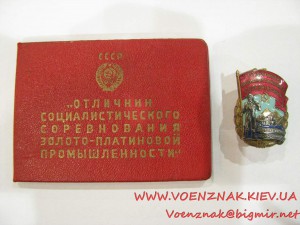 СССР
„ОТЛИЧНИК
СОЦИАЛИСТИЧЕСКОГО
СОРЕВНОВАНИЯ
ЗОЛОТО-ПЛАТИНОВОЙ
ПРОМЫШЛЕННОСТИ"
WWW.VOENZNAK.KIEV.UA
Voenznak@bigmir.net